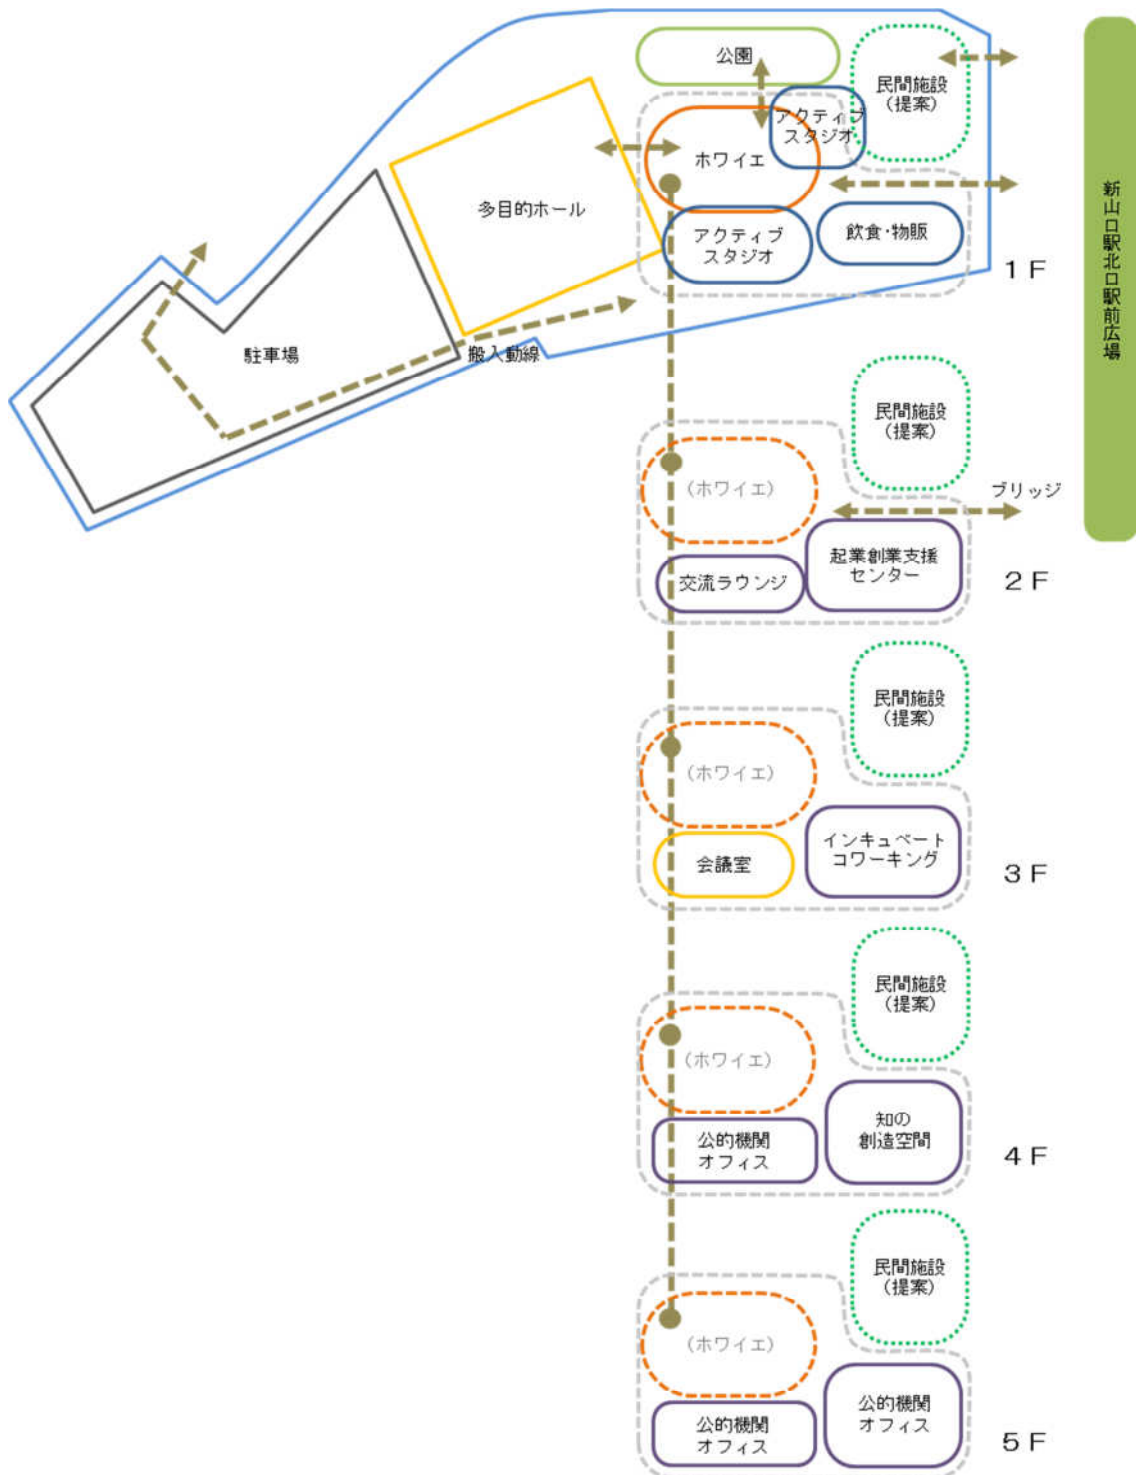 公園
民間施設
（提案）
アクティブ
スタジオ
ホワイエ
多目的ホール
アクティブ
スタジオ
飲食・物販
1F
新山口駅北口駅前広場
駐車場
搬入動線
民間施設
（提案）
（ホワイエ）
ブリッジ
起業創業支援
センター
交流ラウンジ
2F
民間施設
（提案）
（ホワイエ）
インキュベート
コワーキング
会議室
3F
民間施設
（提案）
（ホワイエ）
知の
創造空間
公的機関
オフィス
4F
民間施設
（提案）
（ホワイエ）
公的機関
オフィス
公的機関
オフィス
5F